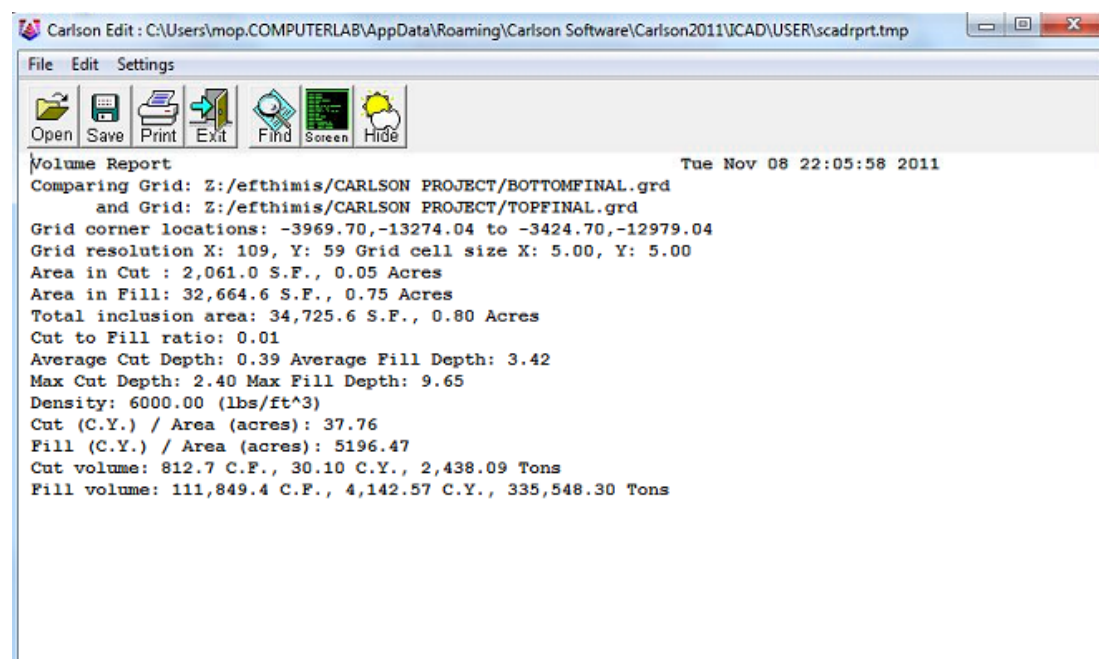 Carlson Edit : C:\Users\mop.COMPUTERLAB\AppData\Roaming\Carlson Software\Carlson2011\ICAD\USER\scadrprt.tmp
File Edit Settings
Open Save Print Exit Find Screen Hide
Volume Report Tue Nov 08 22:05:58 2011
Comparing Grid: Z:/efthimis/CARLSON PROJECT/BOTTOMFINAL.grd
and Grid: Z:/efthimis/CARLSON PROJECT/TOPFINAL.grd
Grid corner locations: -3969.70,-13274.04 to -3424.70,-12979.04
Grid resolution X: 109, Y: 59 Grid cell size X: 5.00, Y: 5.00
Area in Cut : 2,061.0 S.F., 0.05 Acres
Area in Fill: 32,664.6 S.F., 0.75 Acres
Total inclusion area: 34,725.6 S.F., 0.80 Acres
Cut to Fill ratio: 0.01
Average Cut Depth: 0.39 Average Fill Depth: 3.42
Max Cut Depth: 2.40 Max Fill Depth: 9.65
Density: 6000.00 (lbs/ft^3)
Cut (C.Y.) / Area (acres): 37.76
Fill (C.Y.) / Area (acres): 5196.47
Cut volume: 812.7 C.F., 30.10 C.Y., 2,438.09 Tons
Fill volume: 111,849.4 C.F., 4,142.57 C.Y., 335,548.30 Tons